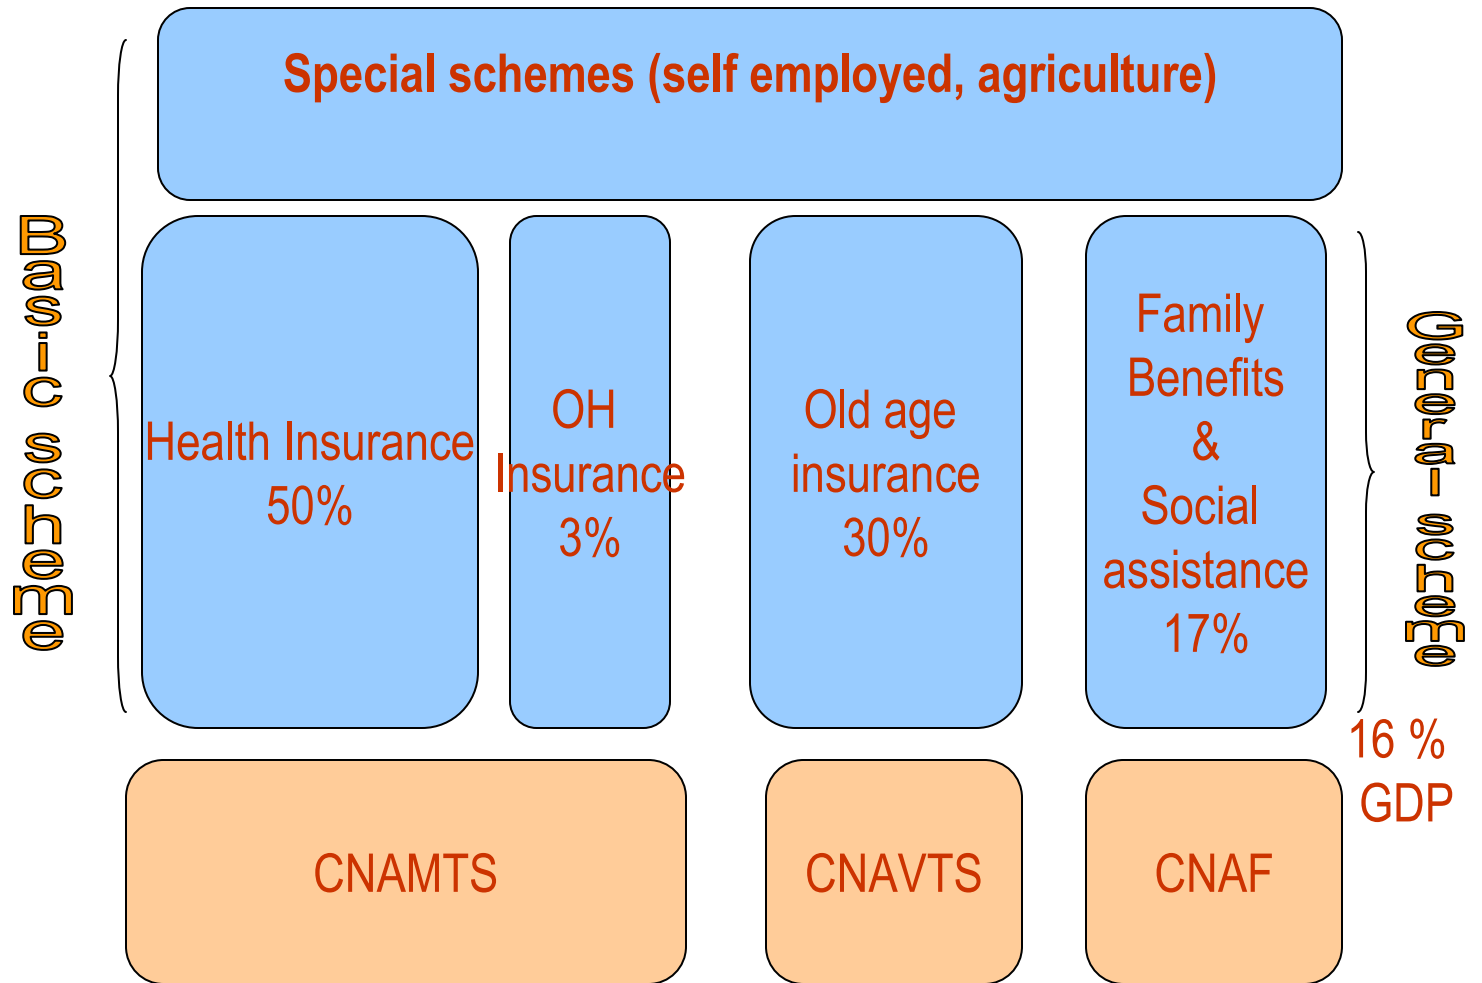 Special schemes (self employed, agriculture)
Basic scheme
Health Insurance
50%
OH
Insurance
3%
Old age
insurance
30%
Family
Benefits
&
Social
assistance
17%
General scheme
16 %
GDP
CNAMTS
CNAVTS
CNAF